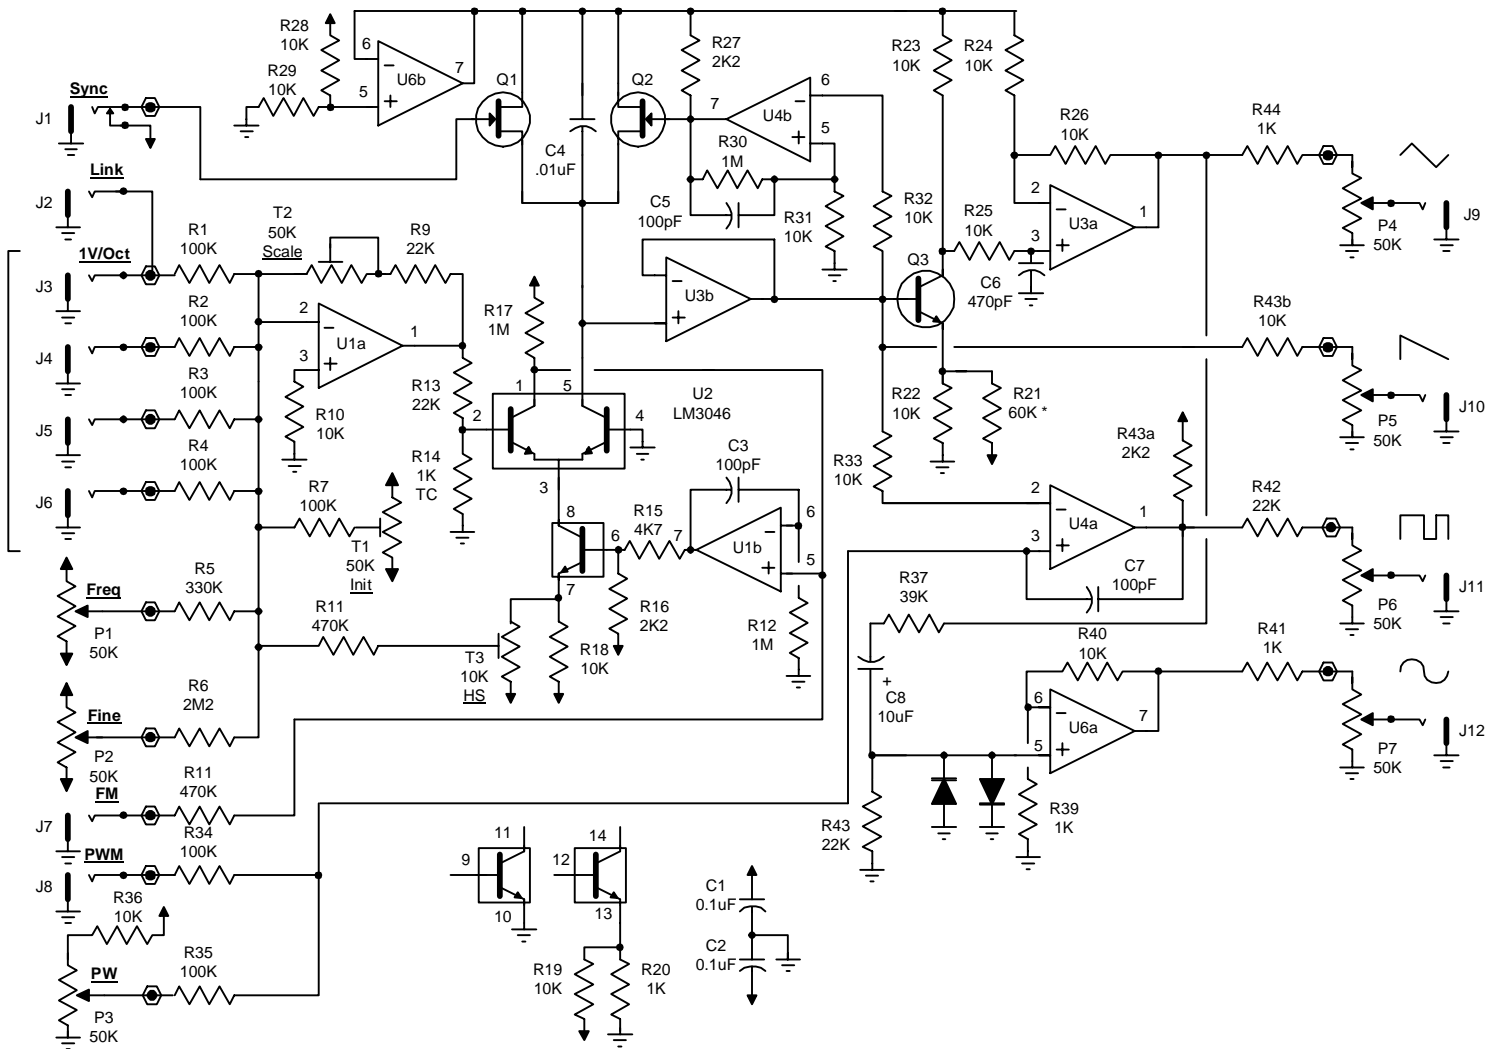 R28
10K
R29
10K
6
5
7
U6b
Q1
Q2
C4
.01uF
R27
2K2
7
6
5
U4b
R30
1M
C5
100pF
R31
10K
R23
10K
R24
10K
R26
10K
R44
1K
Sync
J1
Link
J2
1V/Oct
J3
R1
100K
T2
50K
Scale
R9
22K
R32
10K
R25
10K
2
3
1
U3a
P4
50K
J9
Q3
C6
470pF
U3b
R2
100K
J4
2
3
1
U1a
R17
1M
R43b
10K
R3
100K
J5
R10
10K
R13
22K
1
5
2
4
3
U2
LM3046
R22
10K
R21
60K *
P5
50K
J10
R4
100K
J6
R14
1K
TC
R7
100K
T1
50K
Init
C3
100pF
R33
10K
R43a
2K2
2
3
1
U4a
R42
22K
8
6
7
R15
4K7
7
6
5
U1b
C7
100pF
P6
50K
J11
Freq
P1
50K
R5
330K
R11
470K
T3
10K
HS
R18
10K
R16
2K2
R12
1M
R37
39K
R40
10K
R41
1K
C8
10uF
+
6
5
7
U6a
P7
50K
J12
Fine
P2
50K
R6
2M2
FM
J7
R11
470K
R34
100K
PWM
J8
R43
22K
R39
1K
11
9
10
14
12
13
C1
0.1uF
C2
0.1uF
R36
10K
PW
P3
50K
R35
100K
R19
10K
R20
1K